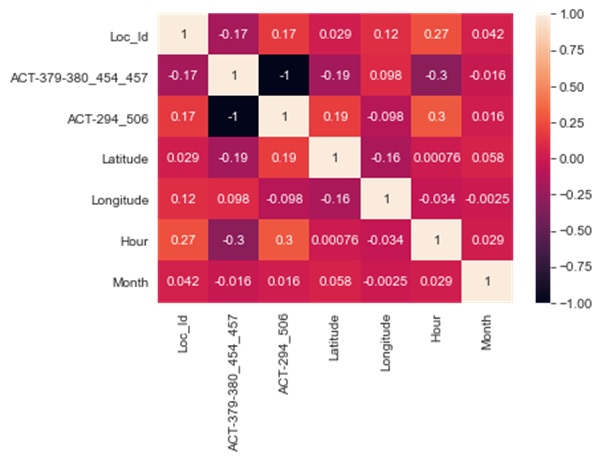 Loc_Id 1 -0.17 0.17 0.029 0.12 0.27 0.042
ACT-379-380_454_457 -0.17 1 -1 -0.19 0.098 -0.3 -0.016
ACT-294_506 0.17 -1 1 0.19 -0.098 0.3 0.016
Latitude 0.029 -0.19 0.19 1 -0.16 0.00076 0.058
Longitude 0.12 0.098 -0.098 -0.16 1 -0.034 -0.0025
Hour 0.27 -0.3 0.3 0.00076 -0.034 1 0.029
Month 0.042 -0.016 0.016 0.058 -0.0025 0.029 1
Loc_Id
ACT-379-380_454_457
ACT-294_506
Latitude
Longitude
Hour
Month
1.00
0.75
0.50
0.25
0.00
-0.25
-0.50
-0.75
-1.00